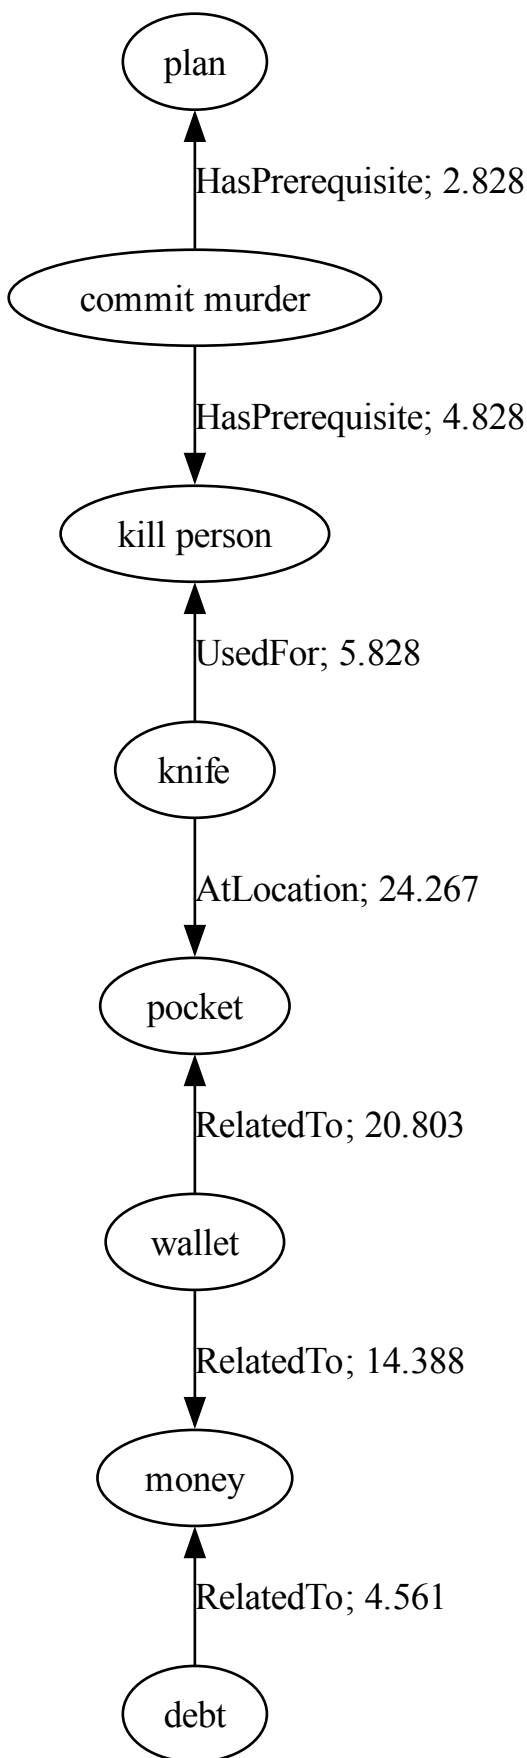 plan
HasPrerequisite; 2.828
commit murder
HasPrerequisite; 4.828
kill person
UsedFor; 5.828
knife
AtLocation; 24.267
pocket
RelatedTo; 20.803
wallet
RelatedTo; 14.388
money
RelatedTo; 4.561
debt